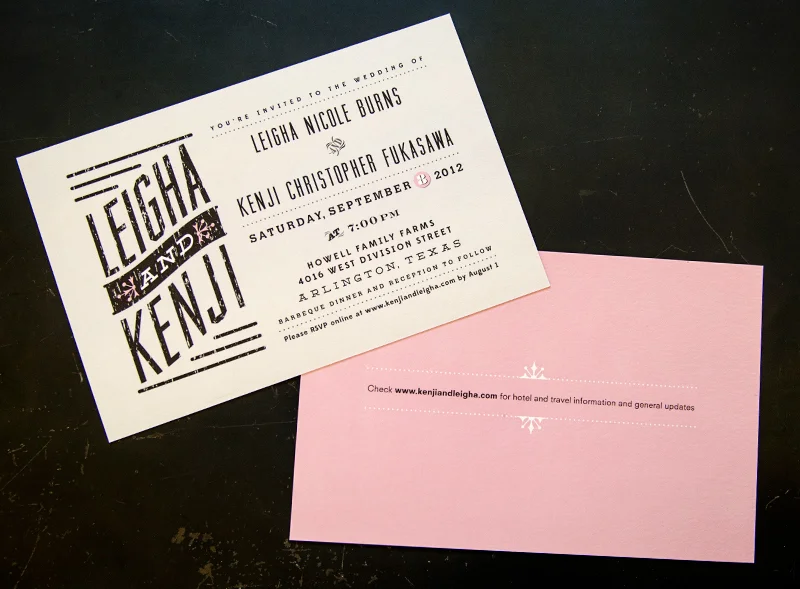 LEIGHA
AND
KENJI
YOU'RE INVITED TO THE WEDDING OF
LEIGHA NICOLE BURNS
KENJI CHRISTOPHER FUKASAWA
SATURDAY, SEPTEMBER 8 2012
AT 7:00 PM
HOWELL FAMILY FARMS
4016 WEST DIVISION STREET
ARLINGTON, TEXAS
BARBEQUE DINNER AND RECEPTION TO FOLLOW
Please RSVP online at www.kenjiandleigha.com by August 1
Check www.kenjiandleigha.com for hotel and travel information and general updates